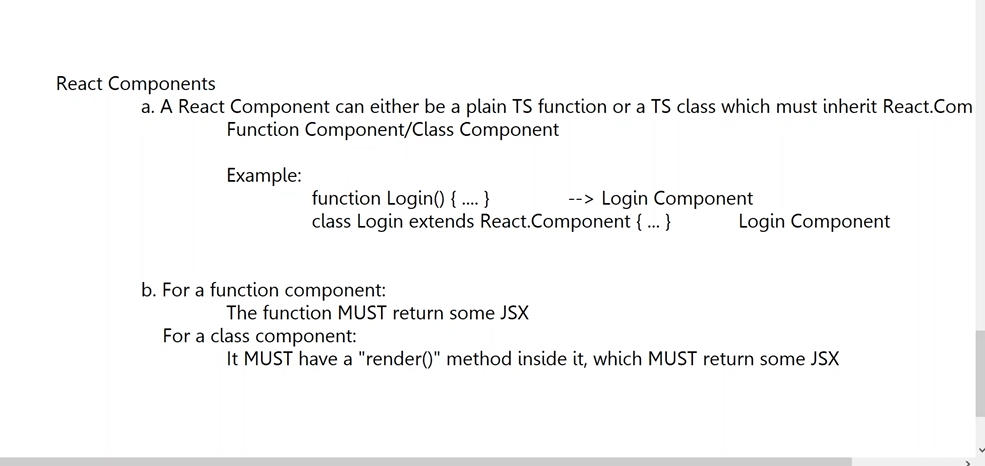 React Components
a. A React Component can either be a plain TS function or a TS class which must inherit React.Com
Function Component/Class Component
Example:
function Login() { .... } --> Login Component
class Login extends React.Component { ... } Login Component
b. For a function component:
The function MUST return some JSX
For a class component:
It MUST have a "render()" method inside it, which MUST return some JSX